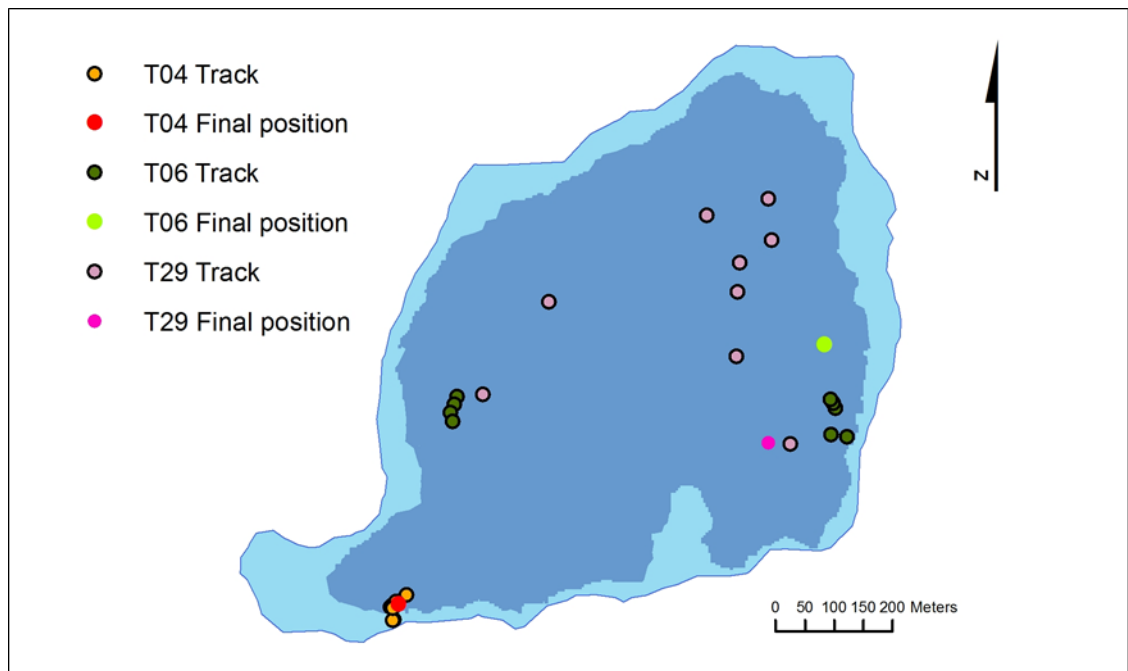 T04 Track
T04 Final position
T06 Track
T06 Final position
T29 Track
T29 Final position
N
0 50 100 150 200 Meters